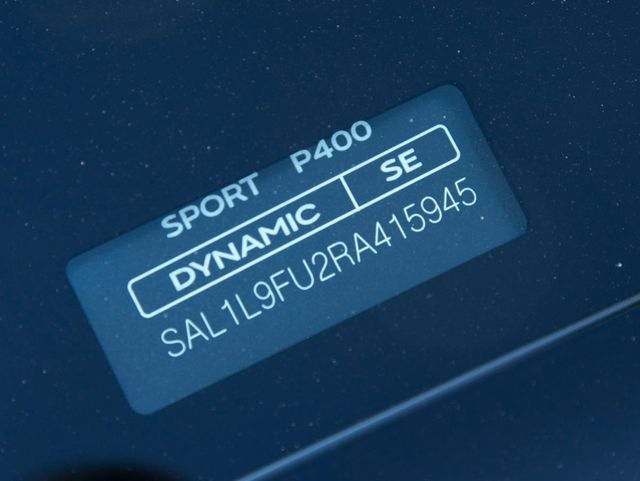 SPORT P400
DYNAMIC SE
SAL1L9FU2RA415945